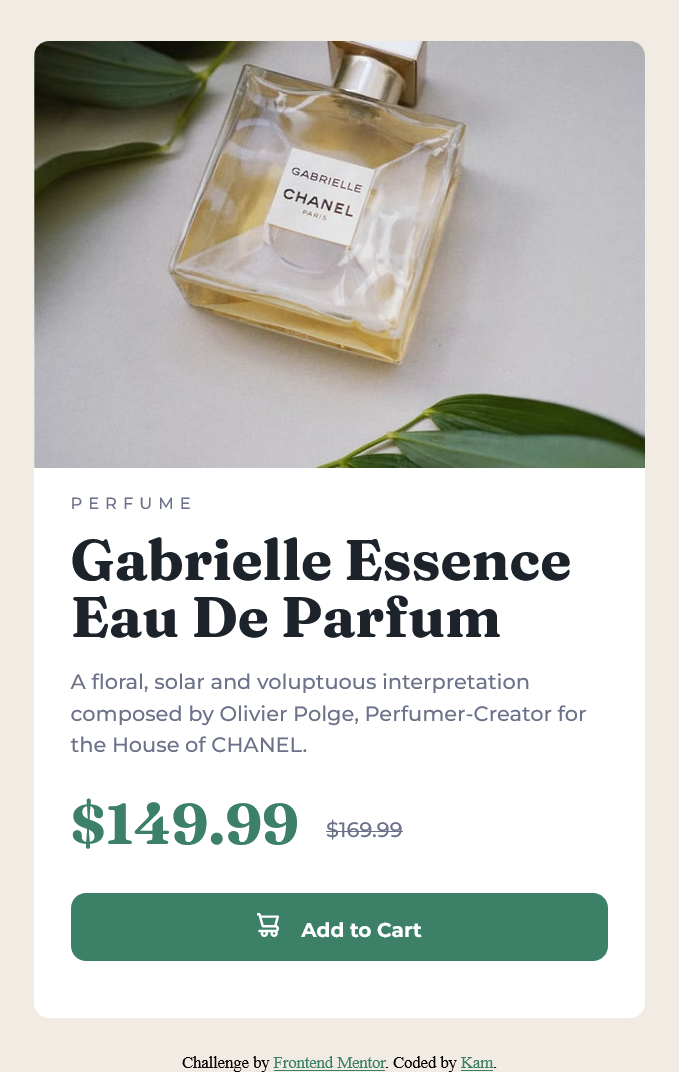 GABRIELLE
CHANEL
PARIS
PERFUME
Gabrielle Essence
Eau De Parfum
A floral, solar and voluptuous interpretation
composed by Olivier Polge, Perfumer-Creator for
the House of CHANEL.
$149.99 $169.99
Add to Cart
Challenge by Frontend Mentor. Coded by Kam.